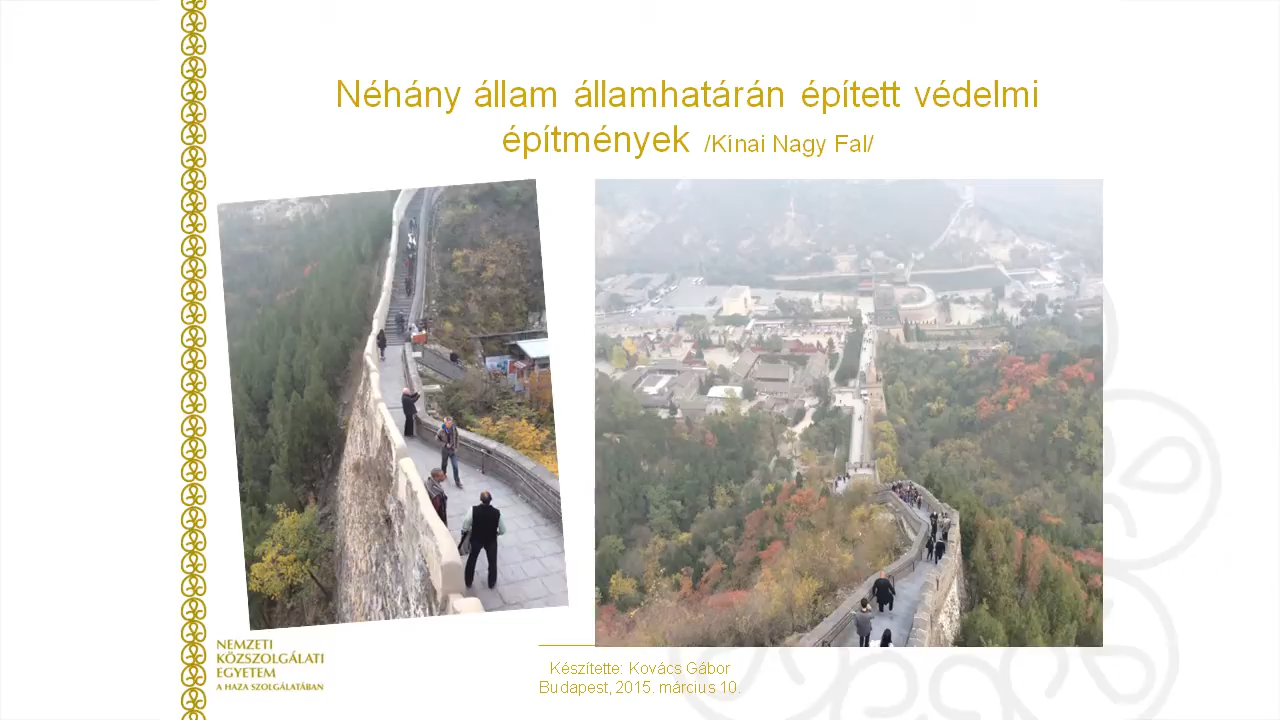 Néhány állam államhatárán épített védelmi
építmények /Kínai Nagy Fal/
NEMZETI
KÖZSZOLGÁLATI
EGYETEM
A HAZA SZOLGÁLATÁBAN
Készítette: Kovács Gábor
Budapest, 2015. március 10.